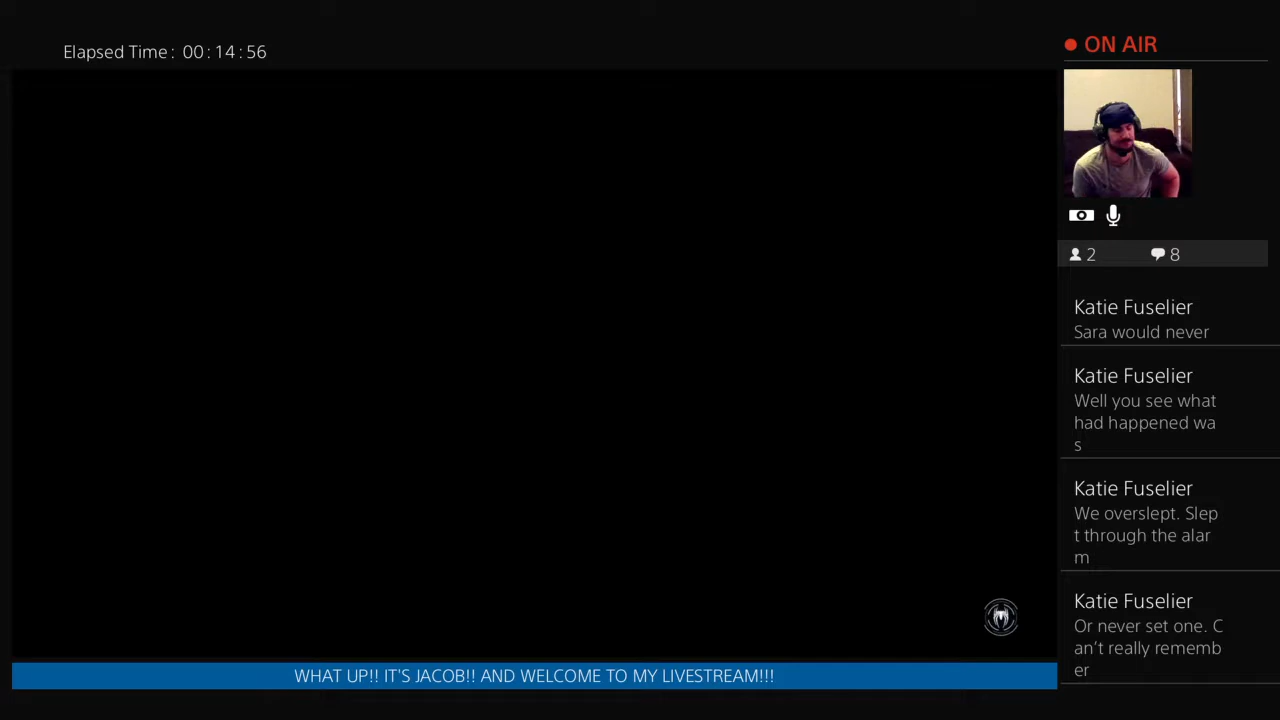 Elapsed Time: 00:14:56
ON AIR
2 8
Katie Fuselier
Sara would never
Katie Fuselier
Well you see what
had happened wa
s
Katie Fuselier
We overslept. Slep
t through the alar
m
Katie Fuselier
Or never set one. C
an't really rememb
er
WHAT UP!! IT'S JACOB!! AND WELCOME TO MY LIVESTREAM!!!